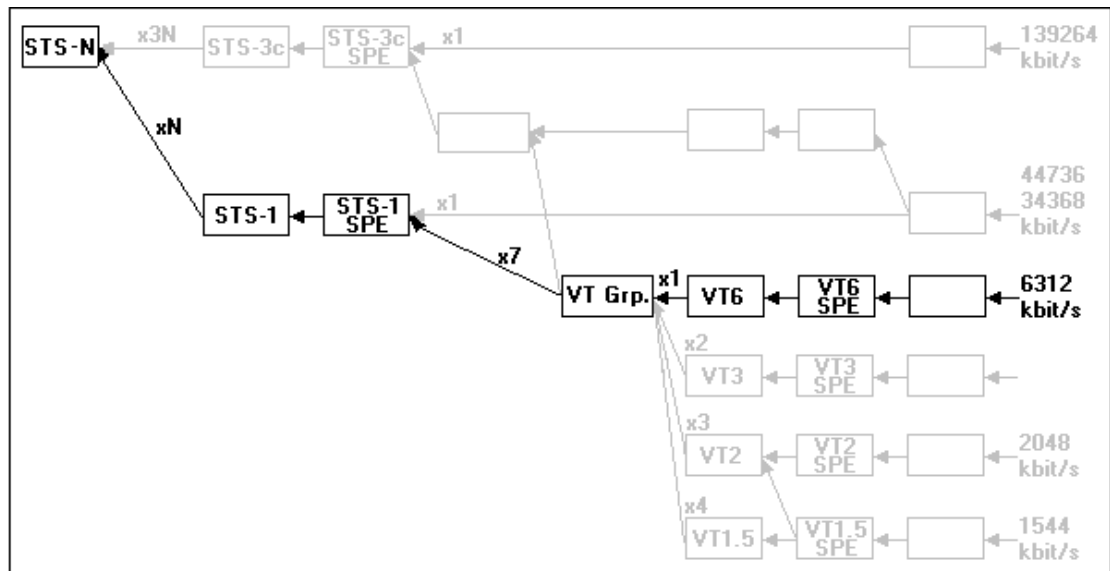 STS-N
x3N
STS-3c
STS-3c
SPE
x1
139264
kbit/s
xN
44736
34368
kbit/s
STS-1
STS-1
SPE
x1
x7
VT Grp.
x1
VT6
VT6
SPE
6312
kbit/s
x2
VT3
VT3
SPE
x3
VT2
VT2
SPE
2048
kbit/s
x4
VT1.5
VT1.5
SPE
1544
kbit/s